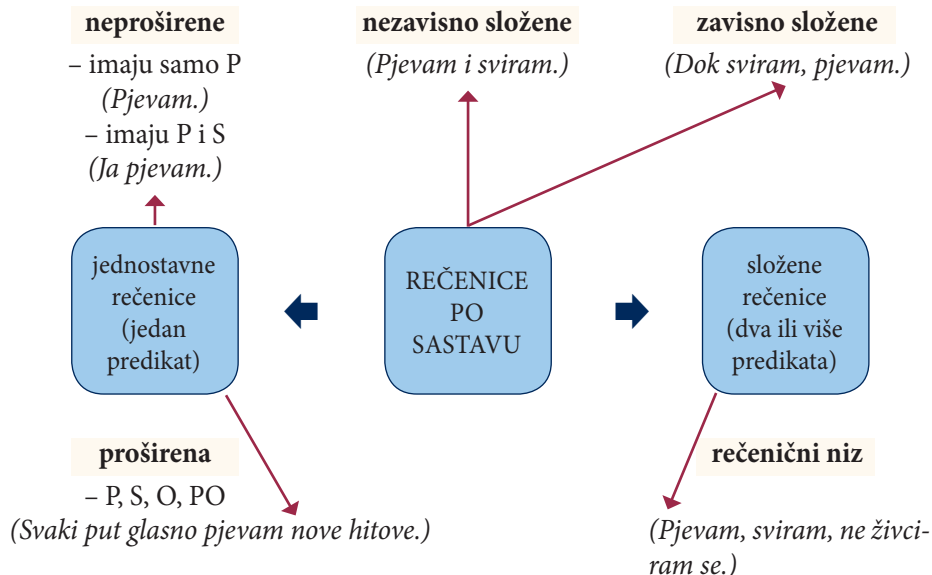 neproširene
– imaju samo P
(Pjevam.)
– imaju P i S
(Ja pjevam.)
nezavisno složene
(Pjevam i sviram.)
zavisno složene
(Dok sviram, pjevam.)
jednostavne
rečenice
(jedan
predikat)
REČENICE
PO
SASTAVU
složene
rečenice
(dva ili više
predikata)
proširena
– P, S, O, PO
(Svaki put glasno pjevam nove hitove.)
rečenični niz
(Pjevam, sviram, ne živci-
ram se.)